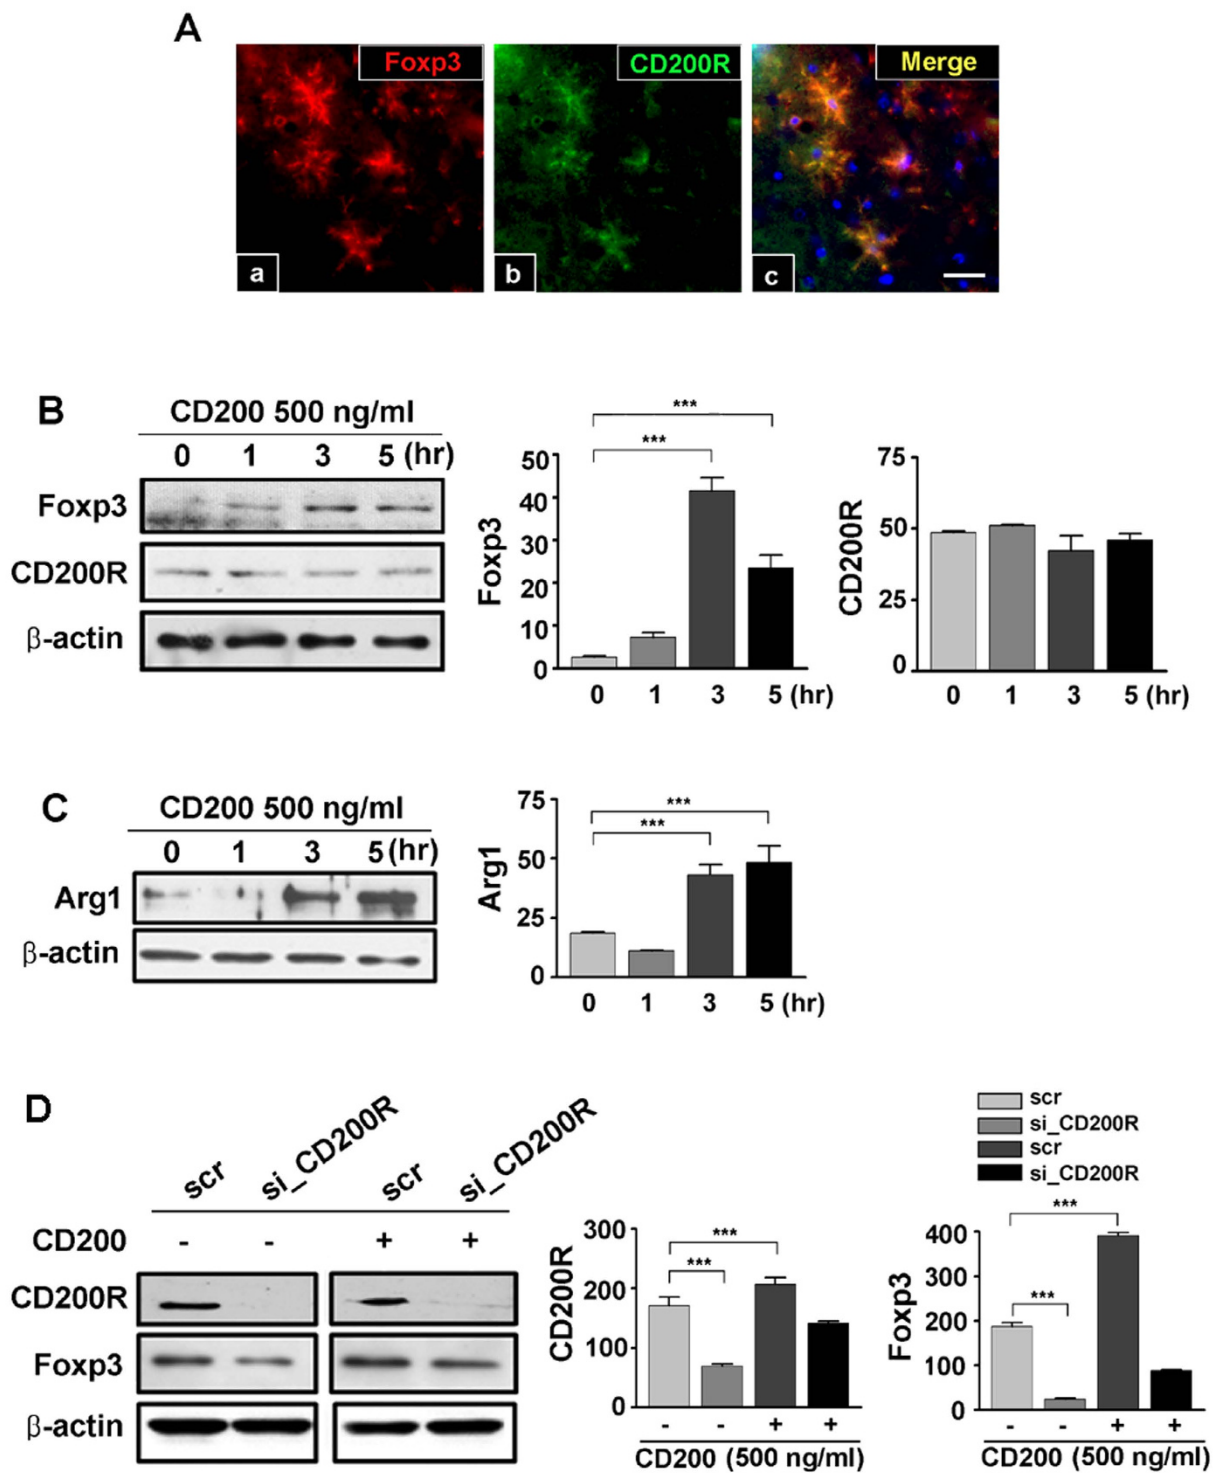 A
Foxp3
CD200R
Merge
a
b
c
B
CD200 500 ng/ml
0 1 3 5 (hr)
Foxp3
CD200R
β-actin
***
***
Foxp3
50
40
30
20
10
0
0 1 3 5 (hr)
CD200R
75
50
25
0
0 1 3 5 (hr)
C
CD200 500 ng/ml
0 1 3 5 (hr)
Arg1
β-actin
***
***
Arg1
75
50
25
0
0 1 3 5 (hr)
D
scr si_CD200R scr si_CD200R
CD200 - - + +
CD200R
Foxp3
β-actin
***
***
CD200R
300
200
100
0
- - + +
CD200 (500 ng/ml)
scr
si_CD200R
scr
si_CD200R
***
***
Foxp3
400
300
200
100
0
- - + +
CD200 (500 ng/ml)